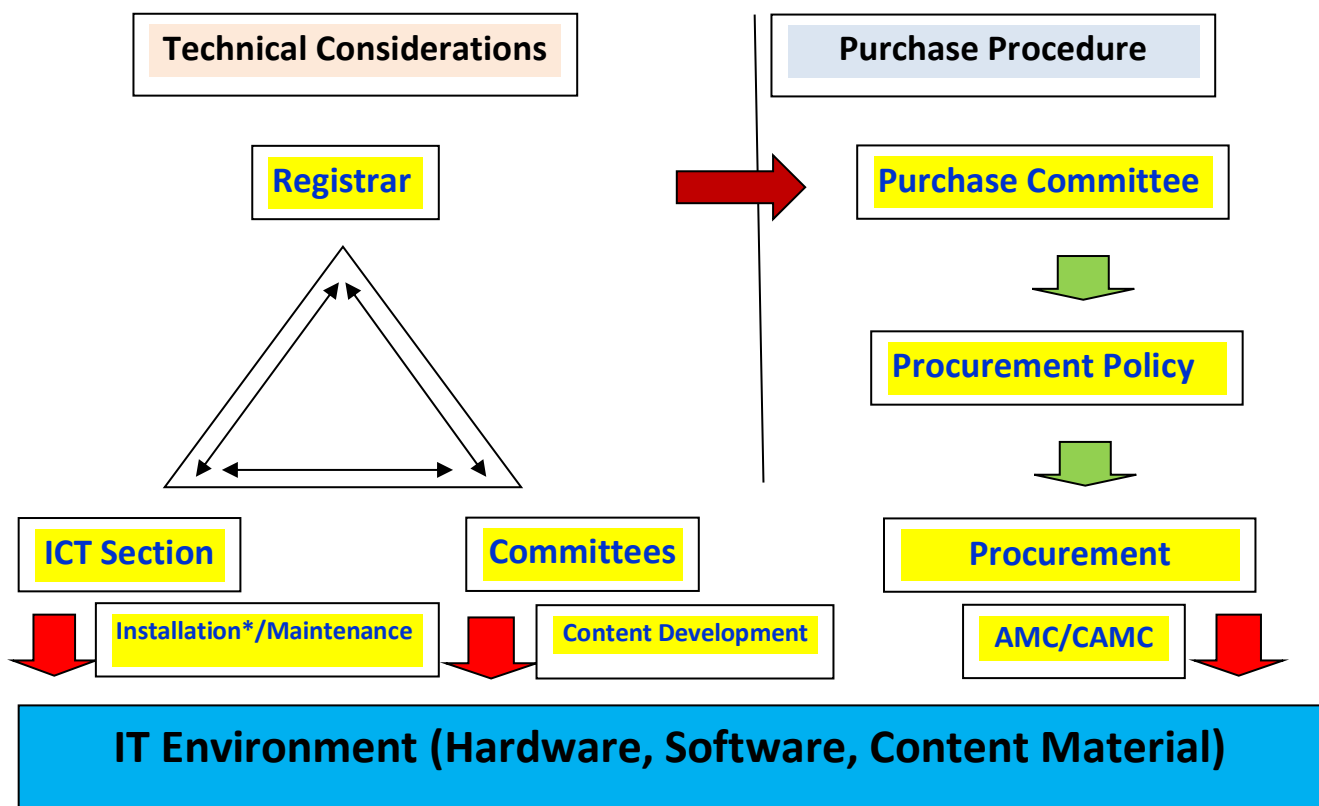 Technical Considerations
Purchase Procedure
Registrar
Purchase Committee
Procurement Policy
ICT Section
Committees
Procurement
Installation*/Maintenance
Content Development
AMC/CAMC
IT Environment (Hardware, Software, Content Material)